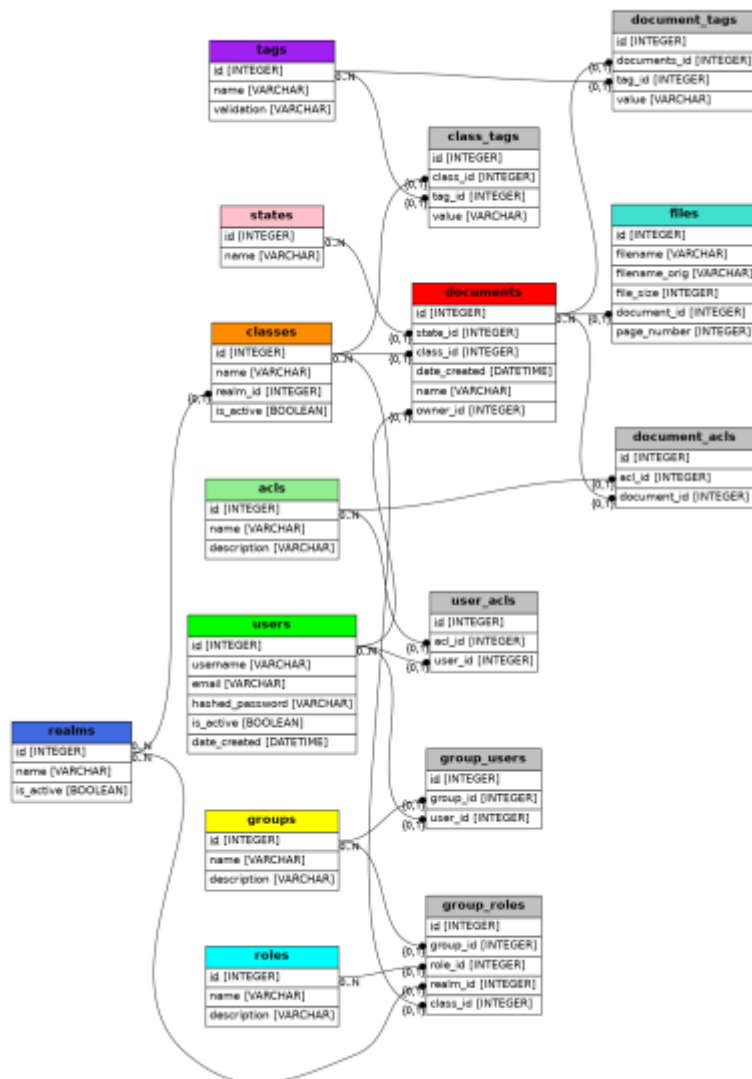 document_tags
id [INTEGER]
documents_id [INTEGER]
tag_id [INTEGER]
value [VARCHAR]
{0,1}
{0,1}
tags
id [INTEGER]
name [VARCHAR]
validation [VARCHAR]
0..N
class_tags
id [INTEGER]
class_id [INTEGER]
tag_id [INTEGER]
value [VARCHAR]
{0,1}
{0,1}
states
id [INTEGER]
name [VARCHAR]
0..N
files
id [INTEGER]
filename [VARCHAR]
filename_orig [VARCHAR]
file_size [INTEGER]
document_id [INTEGER]
page_number [INTEGER]
{0,1}
documents
id [INTEGER]
state_id [INTEGER]
class_id [INTEGER]
date_created [DATETIME]
name [VARCHAR]
owner_id [INTEGER]
0..N
{0,1}
{0,1}
{0,1}
classes
id [INTEGER]
name [VARCHAR]
realm_id [INTEGER]
is_active [BOOLEAN]
0..N
{0,1}
document_acls
id [INTEGER]
acl_id [INTEGER]
document_id [INTEGER]
{0,1}
{0,1}
acls
id [INTEGER]
name [VARCHAR]
description [VARCHAR]
0..N
user_acls
id [INTEGER]
acl_id [INTEGER]
user_id [INTEGER]
{0,1}
{0,1}
users
id [INTEGER]
username [VARCHAR]
email [VARCHAR]
hashed_password [VARCHAR]
is_active [BOOLEAN]
date_created [DATETIME]
0..N
realms
id [INTEGER]
name [VARCHAR]
is_active [BOOLEAN]
0..N
0..N
group_users
id [INTEGER]
group_id [INTEGER]
user_id [INTEGER]
{0,1}
{0,1}
groups
id [INTEGER]
name [VARCHAR]
description [VARCHAR]
0..N
group_roles
id [INTEGER]
group_id [INTEGER]
role_id [INTEGER]
realm_id [INTEGER]
class_id [INTEGER]
{0,1}
{0,1}
{0,1}
{0,1}
roles
id [INTEGER]
name [VARCHAR]
description [VARCHAR]
0..N